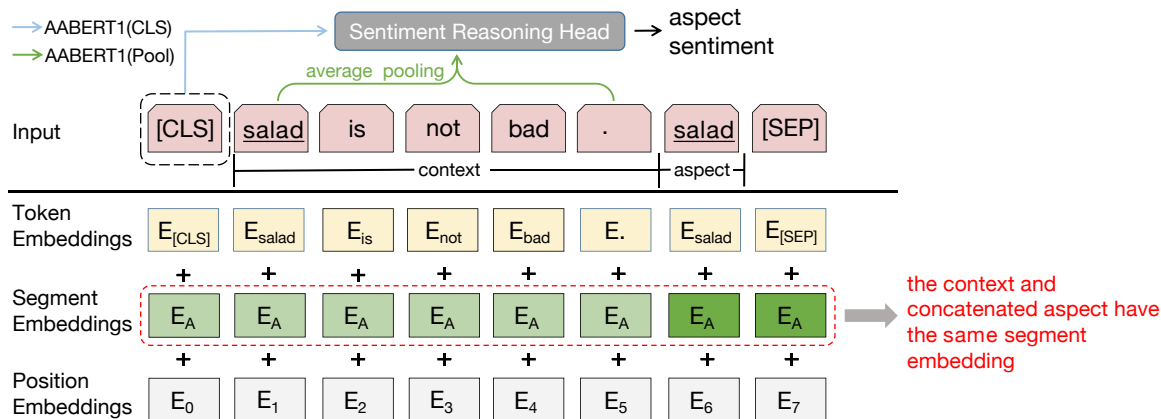 AABERT1(CLS)
AABERT1(Pool)
Sentiment Reasoning Head
aspect
sentiment
average pooling
Input
[CLS] salad is not bad . salad [SEP]
context aspect
Token
Embeddings
E[CLS] Esalad Eis Enot Ebad E. Esalad E[SEP]
+ + + + + + + +
Segment
Embeddings
EA EA EA EA EA EA EA EA
the context and
concatenated aspect have
the same segment
embedding
+ + + + + + + +
Position
Embeddings
E0 E1 E2 E3 E4 E5 E6 E7